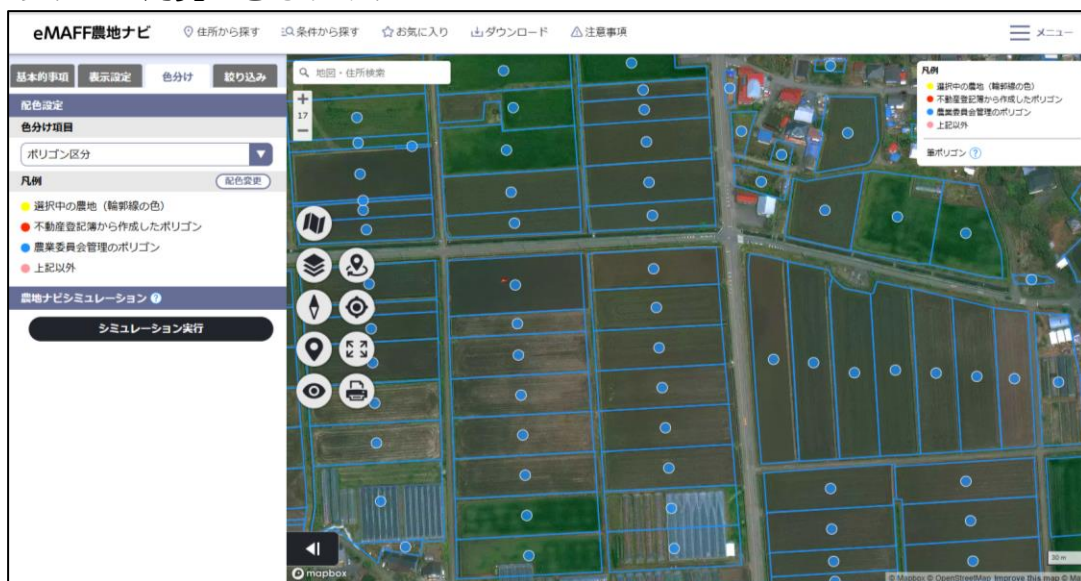 eMAFF農地ナビ
住所から探す
条件から探す
お気に入り
ダウンロード
注意事項
メニュー
基本的事項
表示設定
色分け
絞り込み
配色設定
色分け項目
ポリゴン区分
凡例
配色変更
選択中の農地（輪郭線の色）
不動産登記簿から作成したポリゴン
農業委員会管理のポリゴン
上記以外
農地ナビシミュレーション ?
シミュレーション実行
地図・住所検索
+
17
−
凡例
選択中の農地（輪郭線の色）
不動産登記簿から作成したポリゴン
農業委員会管理のポリゴン
上記以外
筆ポリゴン ?
30 m
mapbox
© Mapbox © OpenStreetMap Improve this map